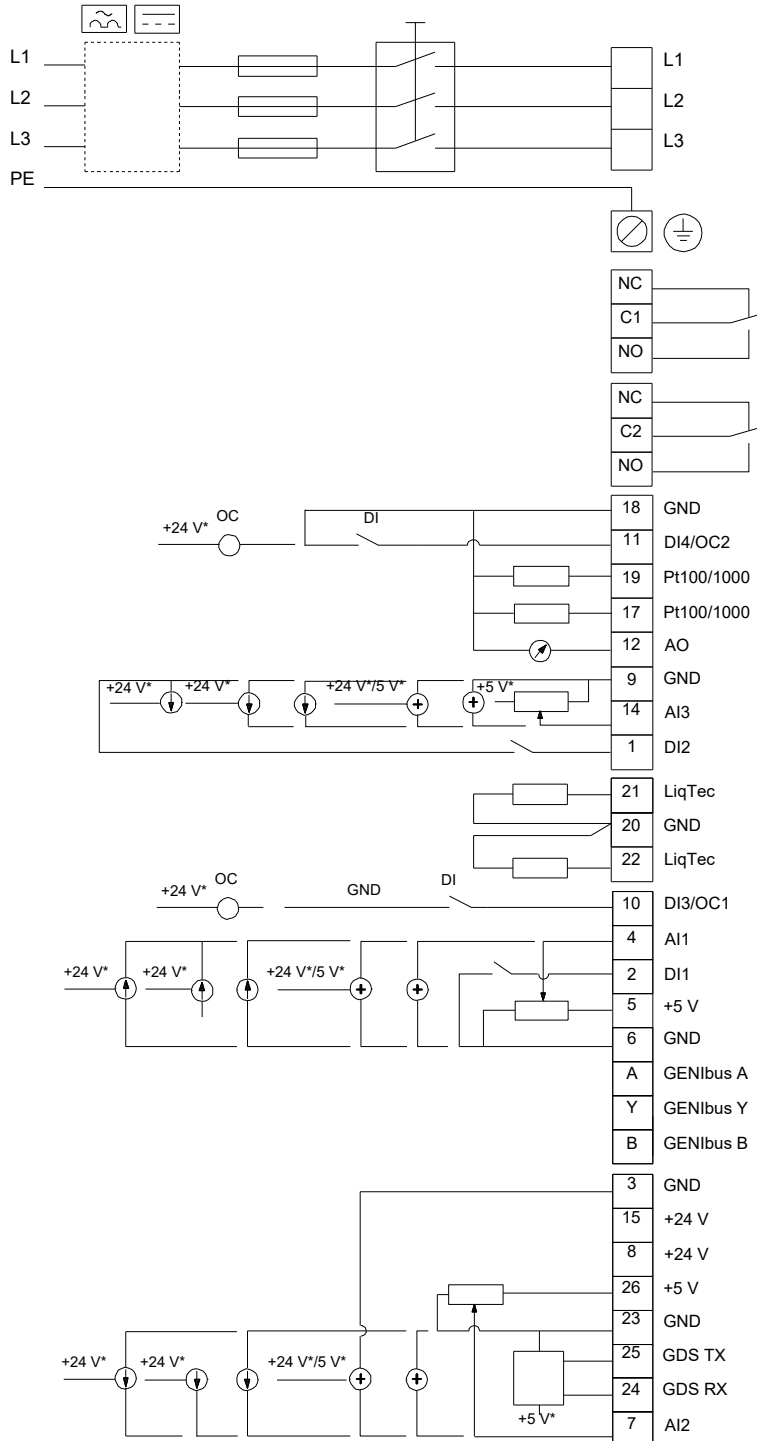 L1 L1
L2 L2
L3 L3
PE
NC
C1
NO
NC
C2
NO
18 GND
+24 V* OC DI 11 DI4/OC2
19 Pt100/1000
17 Pt100/1000
12 AO
9 GND
+24 V* +24 V* +24 V*/5 V* +5 V*
14 AI3
1 DI2
21 LiqTec
20 GND
22 LiqTec
+24 V* OC GND DI 10 DI3/OC1
4 AI1
+24 V* +24 V* +24 V*/5 V* 2 DI1
5 +5 V
6 GND
A GENIbus A
Y GENIbus Y
B GENIbus B
3 GND
15 +24 V
8 +24 V
26 +5 V
23 GND
25 GDS TX
+24 V* +24 V* +24 V*/5 V* 24 GDS RX
+5 V* 7 AI2